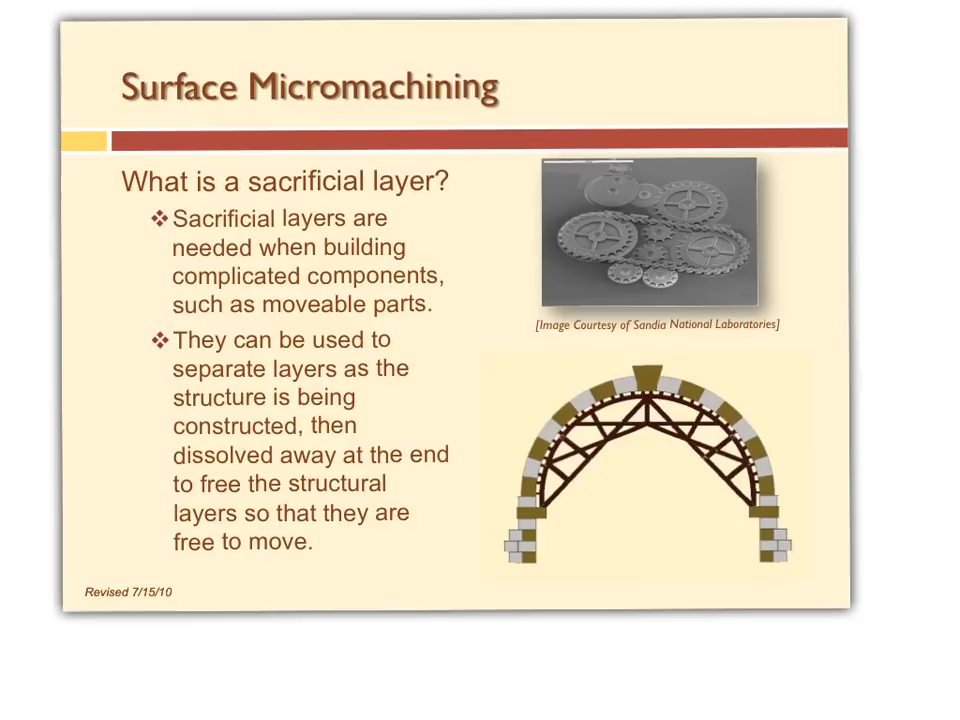 Surface Micromachining
What is a sacrificial layer?
❖Sacrificial layers are
needed when building
complicated components,
such as moveable parts.
❖They can be used to
separate layers as the
structure is being
constructed, then
dissolved away at the end
to free the structural
layers so that they are
free to move.
[Image Courtesy of Sandia National Laboratories]
Revised 7/15/10